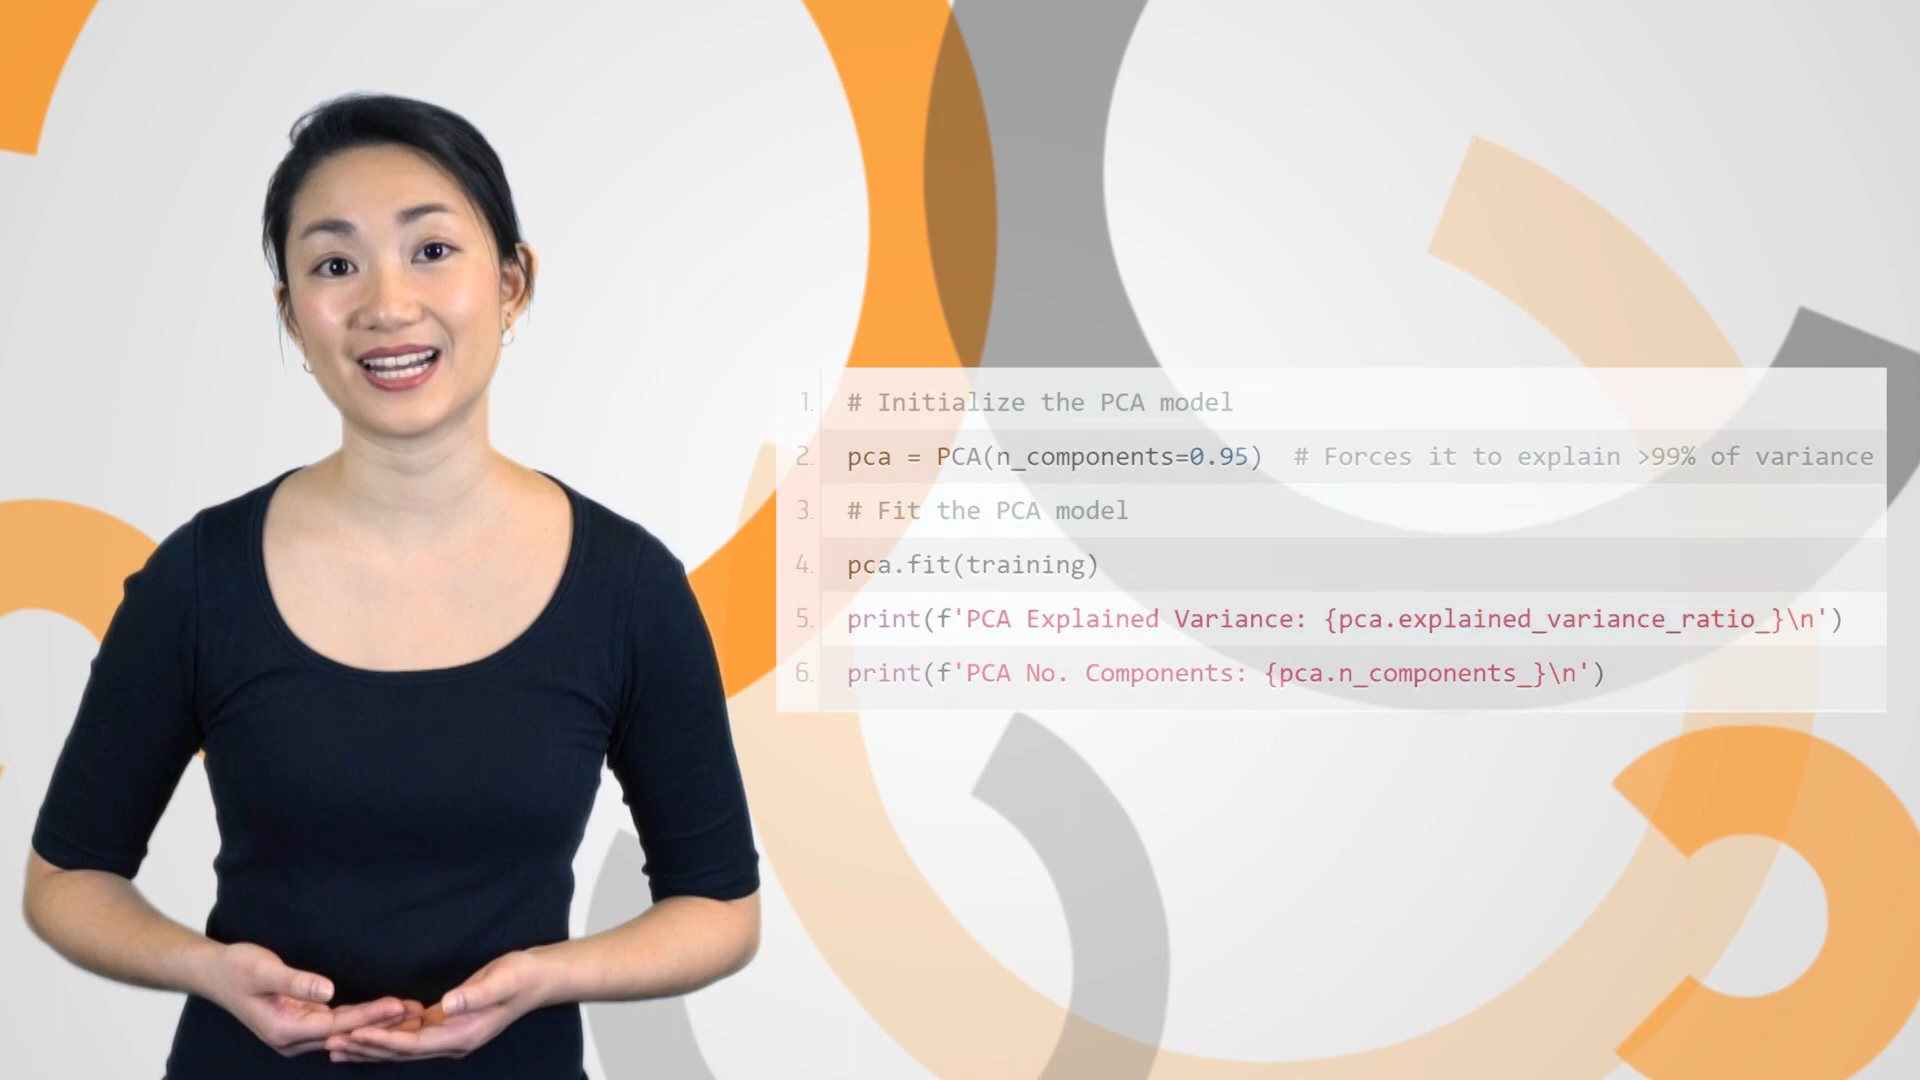 1. # Initialize the PCA model
2. pca = PCA(n_components=0.95)  # Forces it to explain >99% of variance
3. # Fit the PCA model
4. pca.fit(training)
5. print(f'PCA Explained Variance: {pca.explained_variance_ratio_}\n')
6. print(f'PCA No. Components: {pca.n_components_}\n')